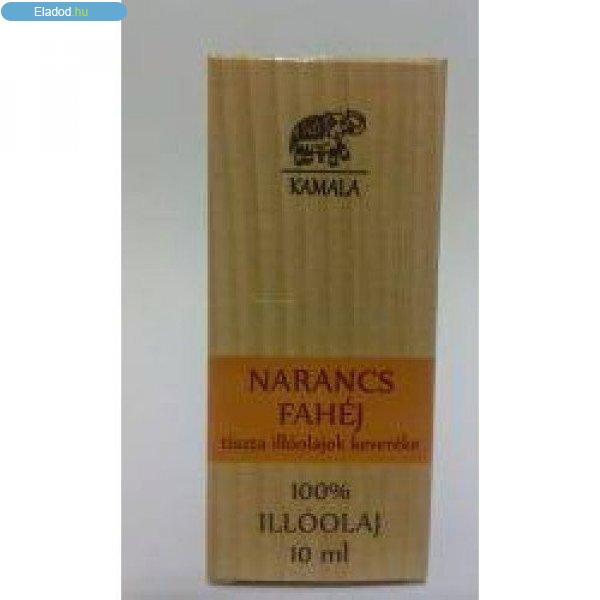 Eladod.hu
KAMALA
NARANCS
FAHÉJ
tiszta illóolajok keveréke
100%
ILLÓOLAJ
10 ml